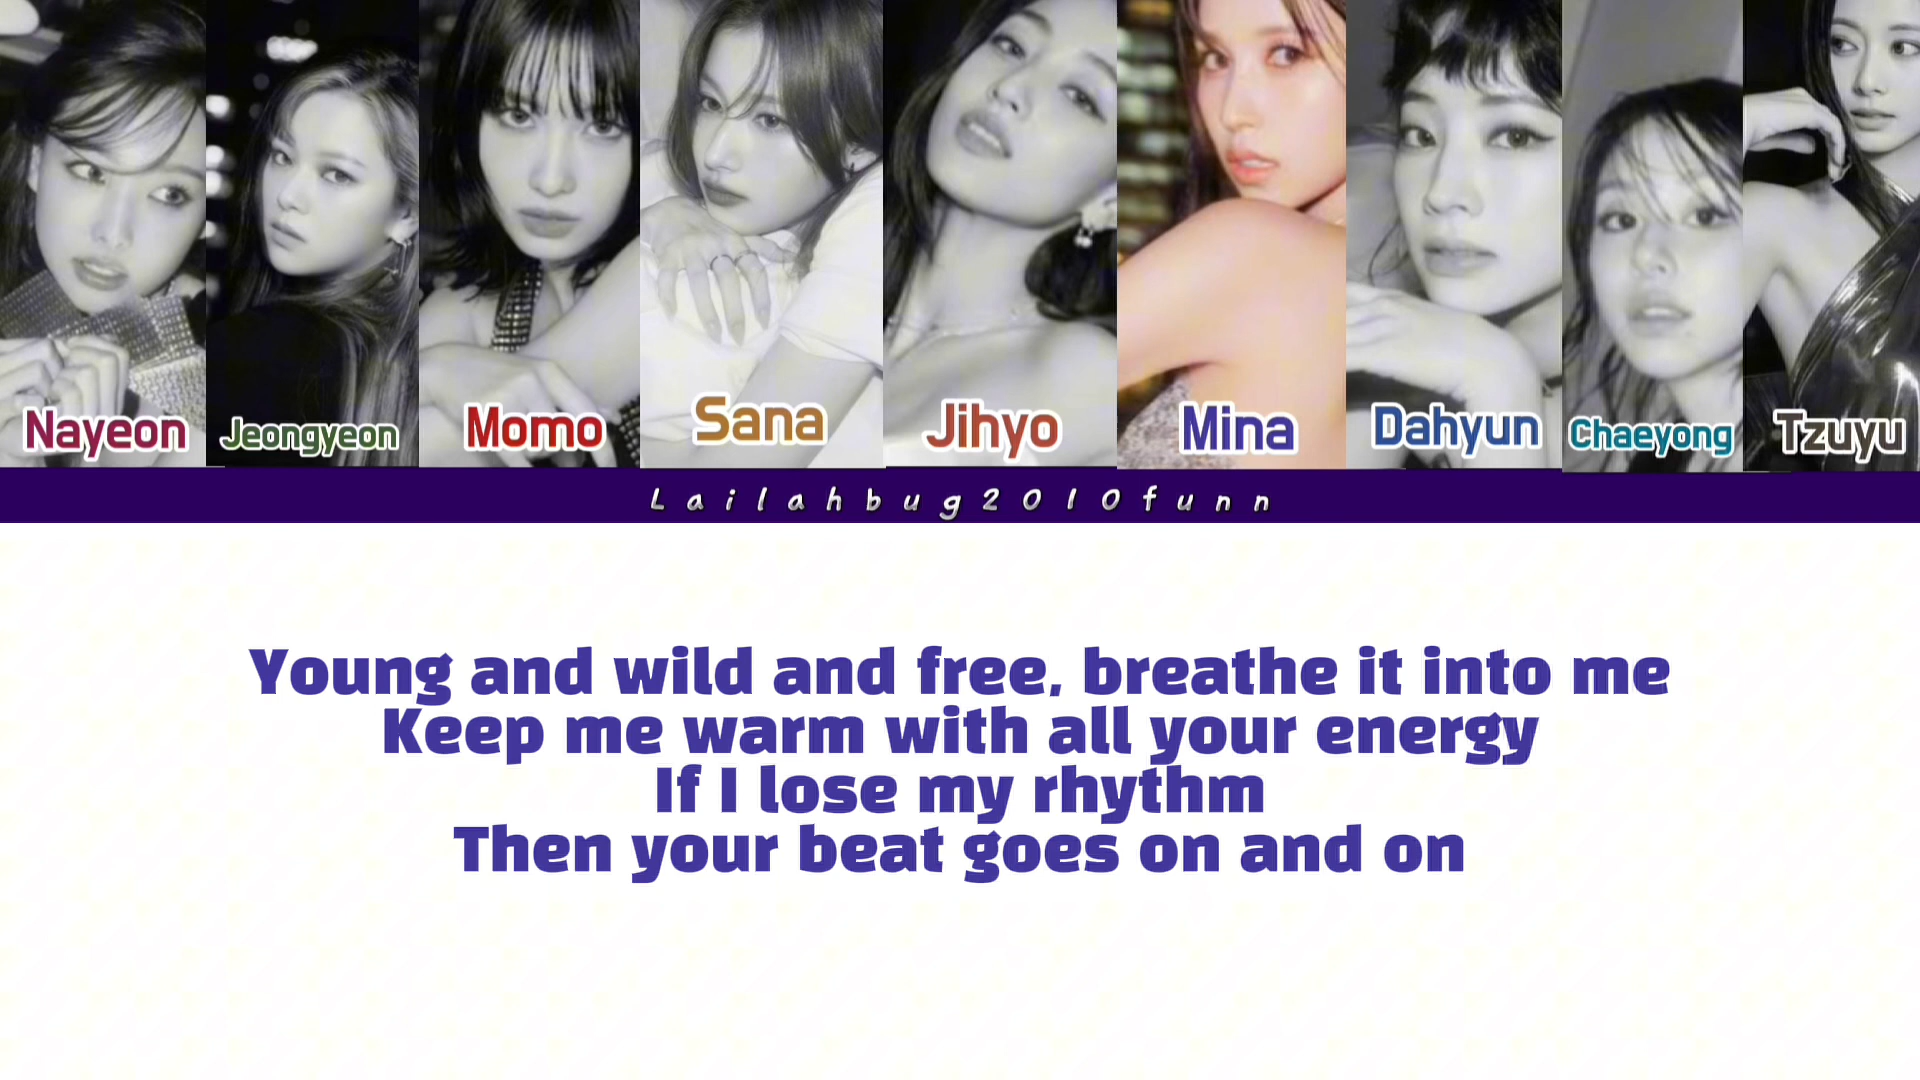 Nayeon
Jeongyeon
Momo
Sana
Jihyo
Mina
Dahyun
Chaeyong
Tzuyu
Lailahbug2010funn
Young and wild and free, breathe it into me
Keep me warm with all your energy
If I lose my rhythm
Then your beat goes on and on